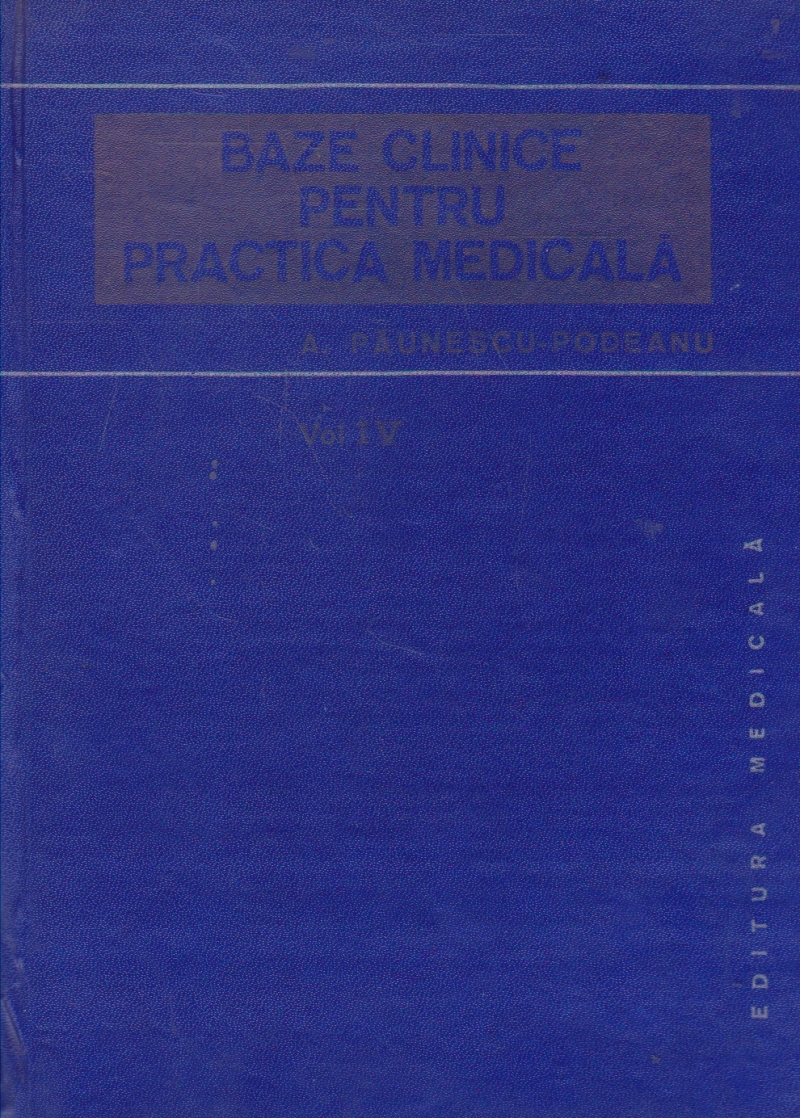 BAZE CLINICE
PENTRU
PRACTICA MEDICALĂ
A. PĂUNESCU-PODEANU
Vol IV
EDITURA MEDICALĂ